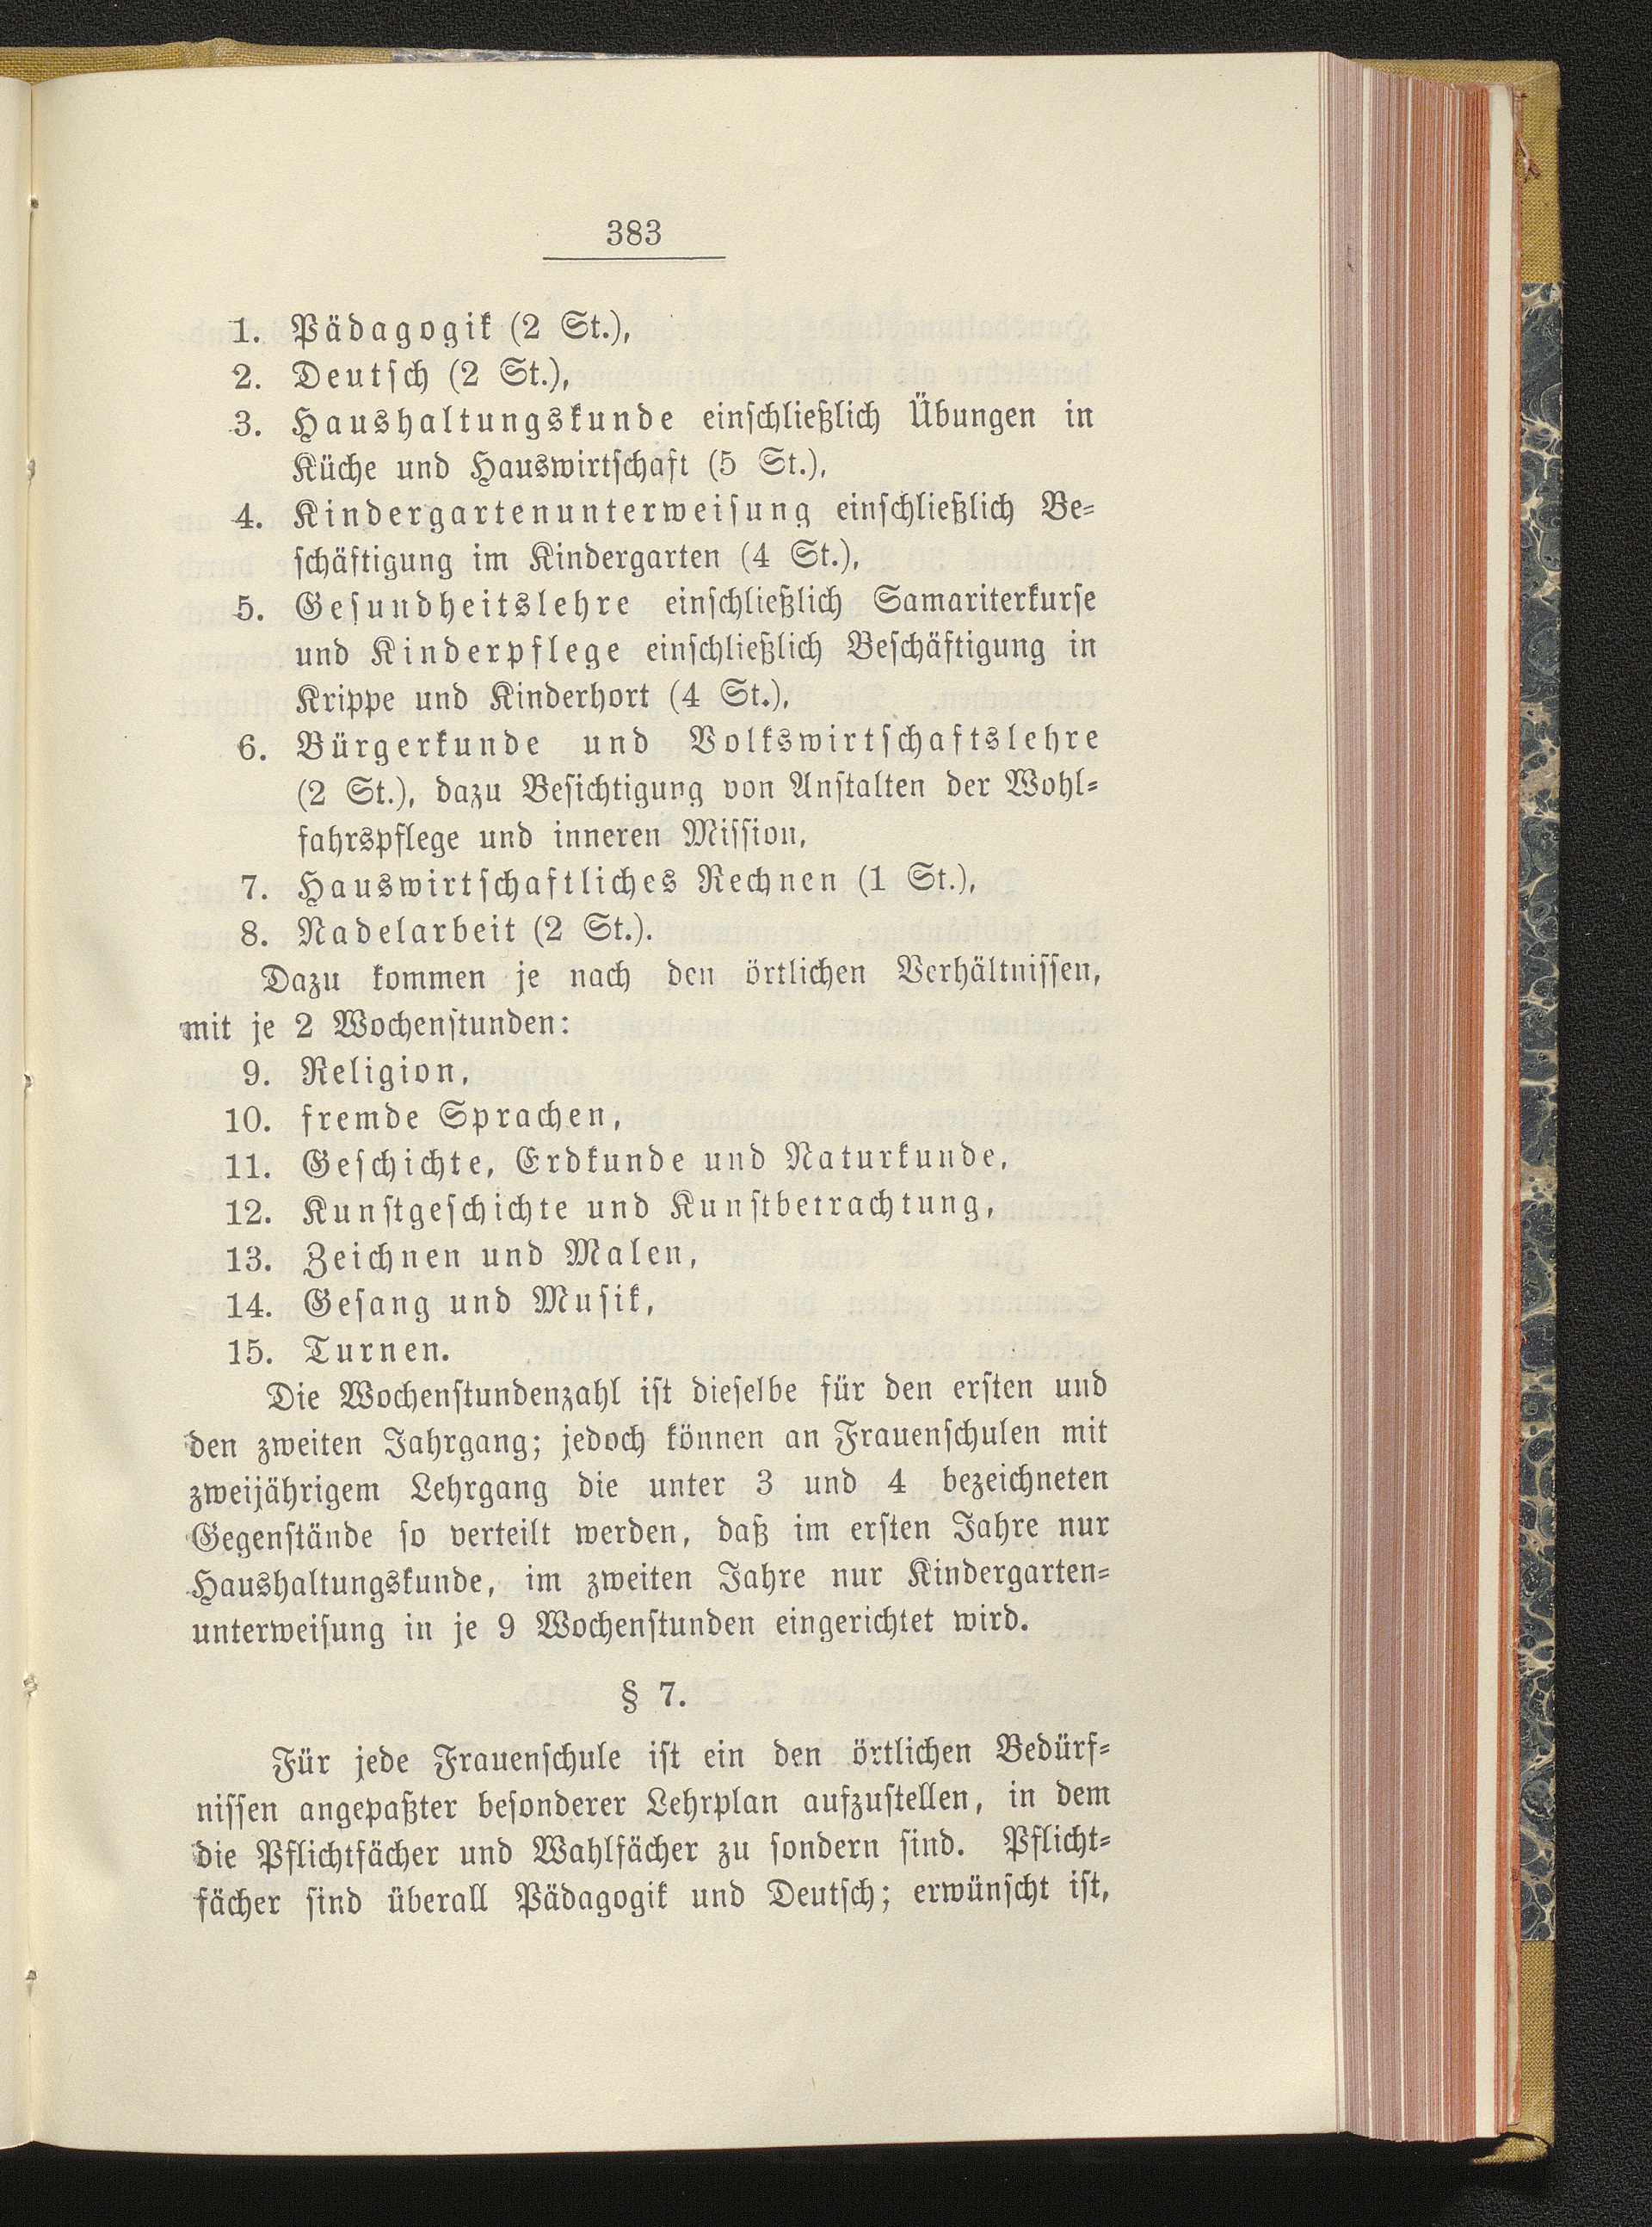 383
1. Pädagogik (2 St.),
2. Deutſch (2 St.),
3. Haushaltungskunde einſchließlich Übungen in
Küche und Hauswirtſchaft (5 St.),
4. Kindergartenunterweiſung einſchließlich Be⸗
ſchäftigung im Kindergarten (4 St.),
5. Geſundheitslehre einſchließlich Samariterkurſe
und Kinderpflege einſchließlich Beſchäftigung in
Krippe und Kinderhort (4 St.),
6. Bürgerkunde und Volkswirtſchaftslehre
(2 St.), dazu Beſichtigung von Anſtalten der Wohl⸗
fahrspflege und inneren Miſſion,
7. Hauswirtſchaftliches Rechnen (1 St.),
8. Nadelarbeit (2 St.).
Dazu kommen je nach den örtlichen Verhältniſſen,
mit je 2 Wochenſtunden:
9. Religion,
10. fremde Sprachen,
11. Geſchichte, Erdkunde und Naturkunde,
12. Kunſtgeſchichte und Kunſtbetrachtung,
13. Zeichnen und Malen,
14. Geſang und Muſik,
15. Turnen.
Die Wochenſtundenzahl iſt dieſelbe für den erſten und
den zweiten Jahrgang; jedoch können an Frauenſchulen mit
zweijährigem Lehrgang die unter 3 und 4 bezeichneten
Gegenſtände ſo verteilt werden, daß im erſten Jahre nur
Haushaltungskunde, im zweiten Jahre nur Kindergarten⸗
unterweiſung in je 9 Wochenſtunden eingerichtet wird.
§ 7.
Für jede Frauenſchule iſt ein den örtlichen Bedürf⸗
niſſen angepaßter beſonderer Lehrplan aufzuſtellen, in dem
die Pflichtfächer und Wahlfächer zu ſondern ſind. Pflicht⸗
fächer ſind überall Pädagogik und Deutſch; erwünſcht iſt,